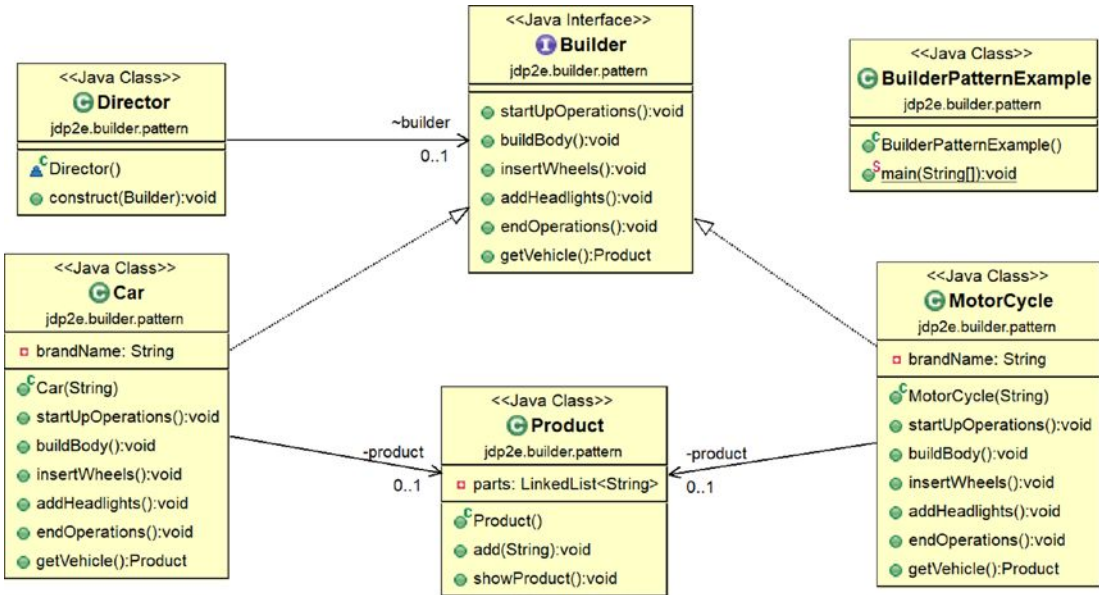 <<Java Interface>>
Builder
jdp2e.builder.pattern
startUpOperations():void
buildBody():void
insertWheels():void
addHeadlights():void
endOperations():void
getVehicle():Product
<<Java Class>>
Director
jdp2e.builder.pattern
Director()
construct(Builder):void
~builder
0..1
<<Java Class>>
BuilderPatternExample
jdp2e.builder.pattern
BuilderPatternExample()
main(String[]):void
<<Java Class>>
Car
jdp2e.builder.pattern
brandName: String
Car(String)
startUpOperations():void
buildBody():void
insertWheels():void
addHeadlights():void
endOperations():void
getVehicle():Product
-product
0..1
<<Java Class>>
Product
jdp2e.builder.pattern
parts: LinkedList<String>
Product()
add(String):void
showProduct():void
-product
0..1
<<Java Class>>
MotorCycle
jdp2e.builder.pattern
brandName: String
MotorCycle(String)
startUpOperations():void
buildBody():void
insertWheels():void
addHeadlights():void
endOperations():void
getVehicle():Product